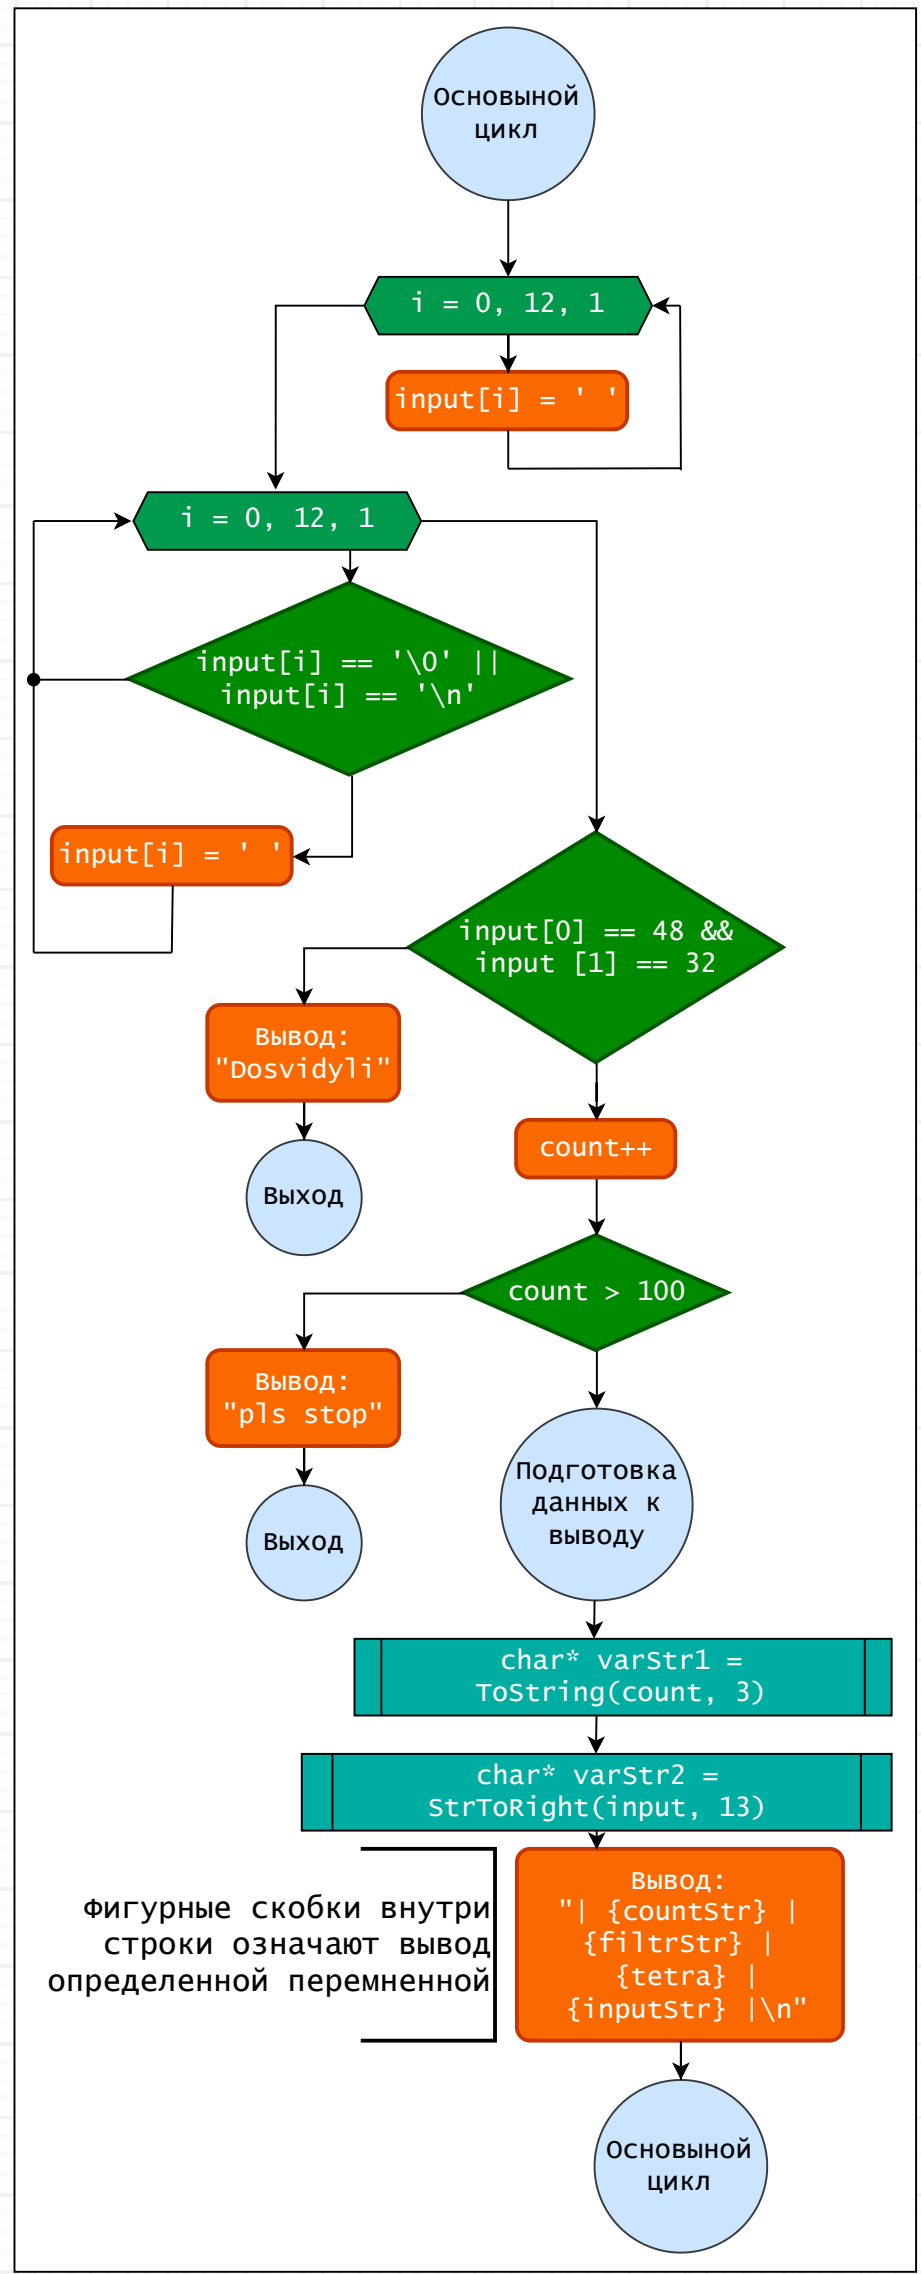 Основыной
цикл
i = 0, 12, 1
input[i] = ' '
i = 0, 12, 1
input[i] == '\0' ||
input[i] == '\n'
input[i] = ' '
input[0] == 48 &&
input [1] == 32
Вывод:
"Dosvidyli"
count++
Выход
count > 100
Вывод:
"pls stop"
Подготовка
данных к
выводу
Выход
char* varStr1 =
ToString(count, 3)
char* varStr2 =
StrToRight(input, 13)
Фигурные скобки внутри
строки означают вывод
определенной перемненной
Вывод:
"| {countStr} |
{filtrStr} |
{tetra} |
{inputStr} |\n"
Основыной
цикл